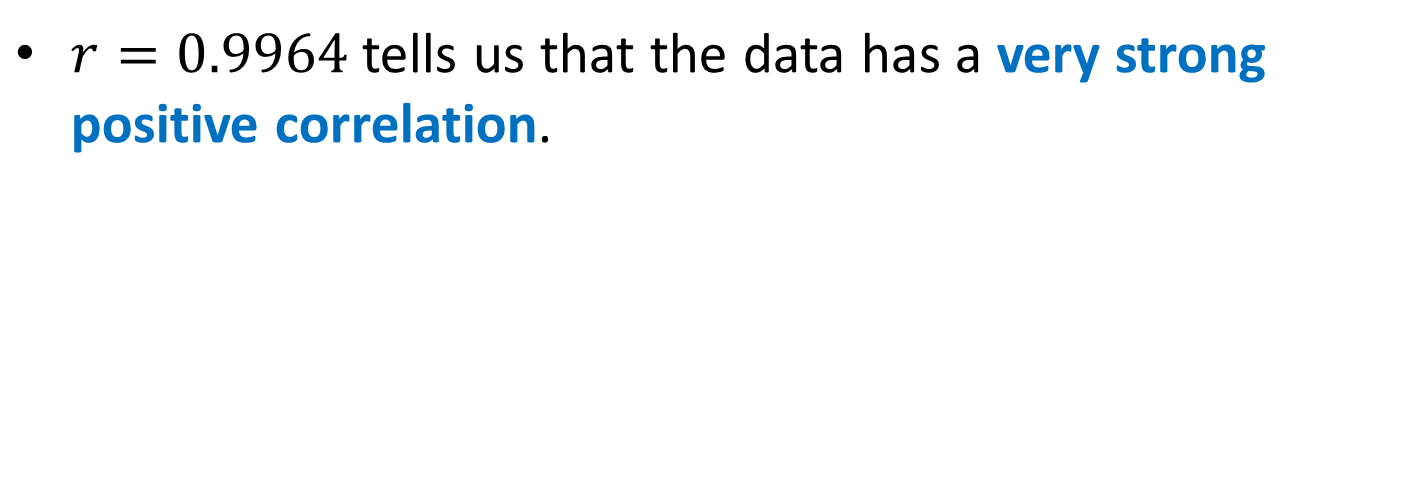 • r = 0.9964 tells us that the data has a very strong
positive correlation.